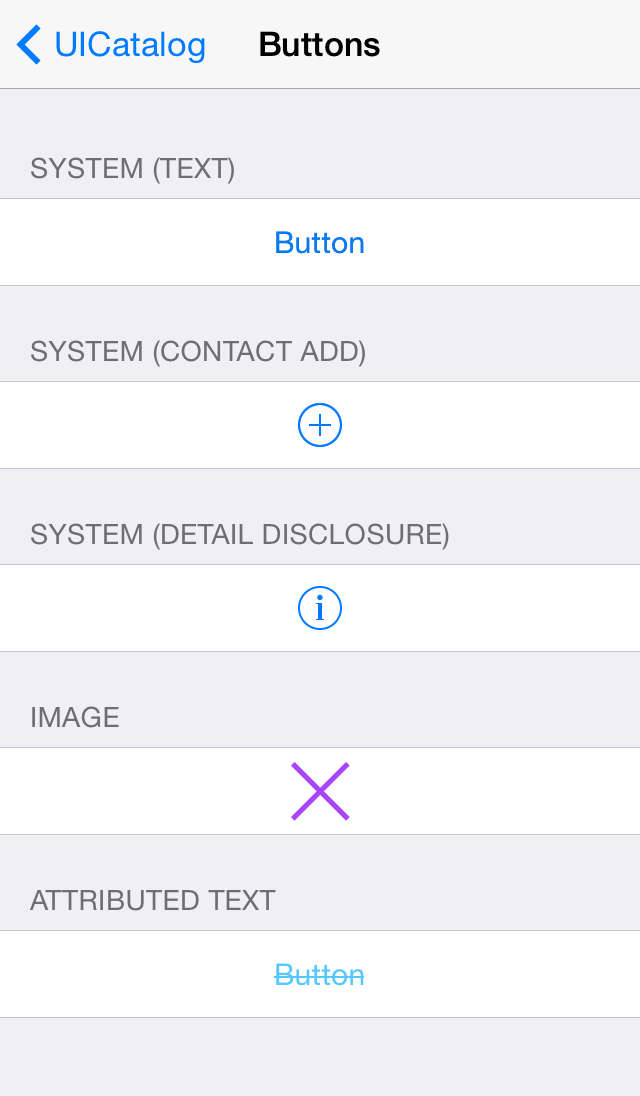 UICatalog Buttons
SYSTEM (TEXT)
Button
SYSTEM (CONTACT ADD)
SYSTEM (DETAIL DISCLOSURE)
IMAGE
ATTRIBUTED TEXT
Button